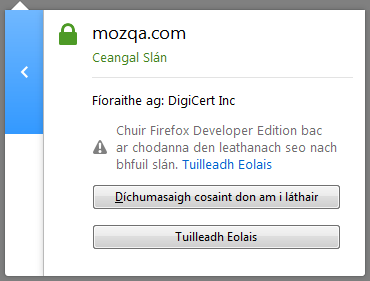 mozqa.com
Ceangal Slán
Fíoraithe ag: DigiCert Inc
Chuir Firefox Developer Edition bac
ar chodanna den leathanach seo nach
bhfuil slán. Tuilleadh Eolais
Díchumasaigh cosaint don am i láthair
Tuilleadh Eolais